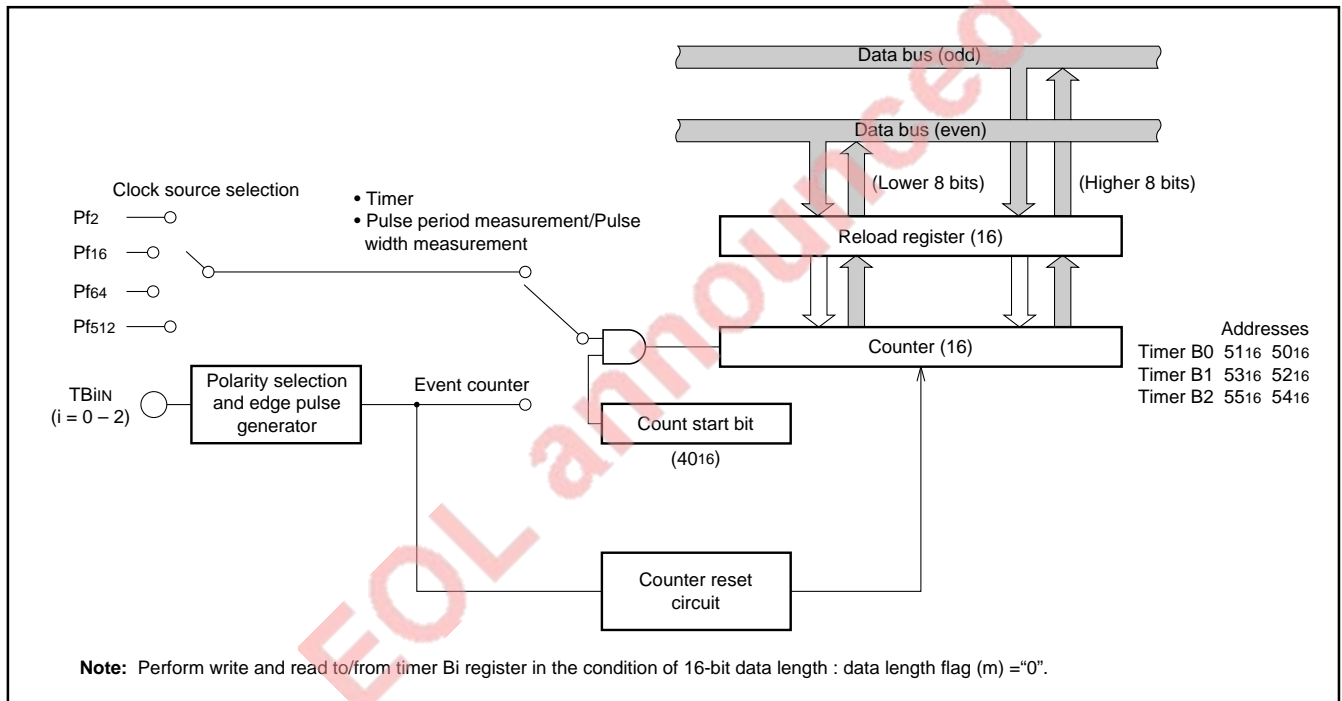 Data bus (odd)
Data bus (even)
(Lower 8 bits)
(Higher 8 bits)
Clock source selection
Pf2
Pf16
Pf64
Pf512
• Timer
• Pulse period measurement/Pulse
width measurement
Reload register (16)
Counter (16)
Addresses
Timer B0 5116 5016
Timer B1 5316 5216
Timer B2 5516 5416
TBiIN
(i = 0 – 2)
Polarity selection
and edge pulse
generator
Event counter
Count start bit
(4016)
Counter reset
circuit
Note: Perform write and read to/from timer Bi register in the condition of 16-bit data length : data length flag (m) =“0”.
EOL announced